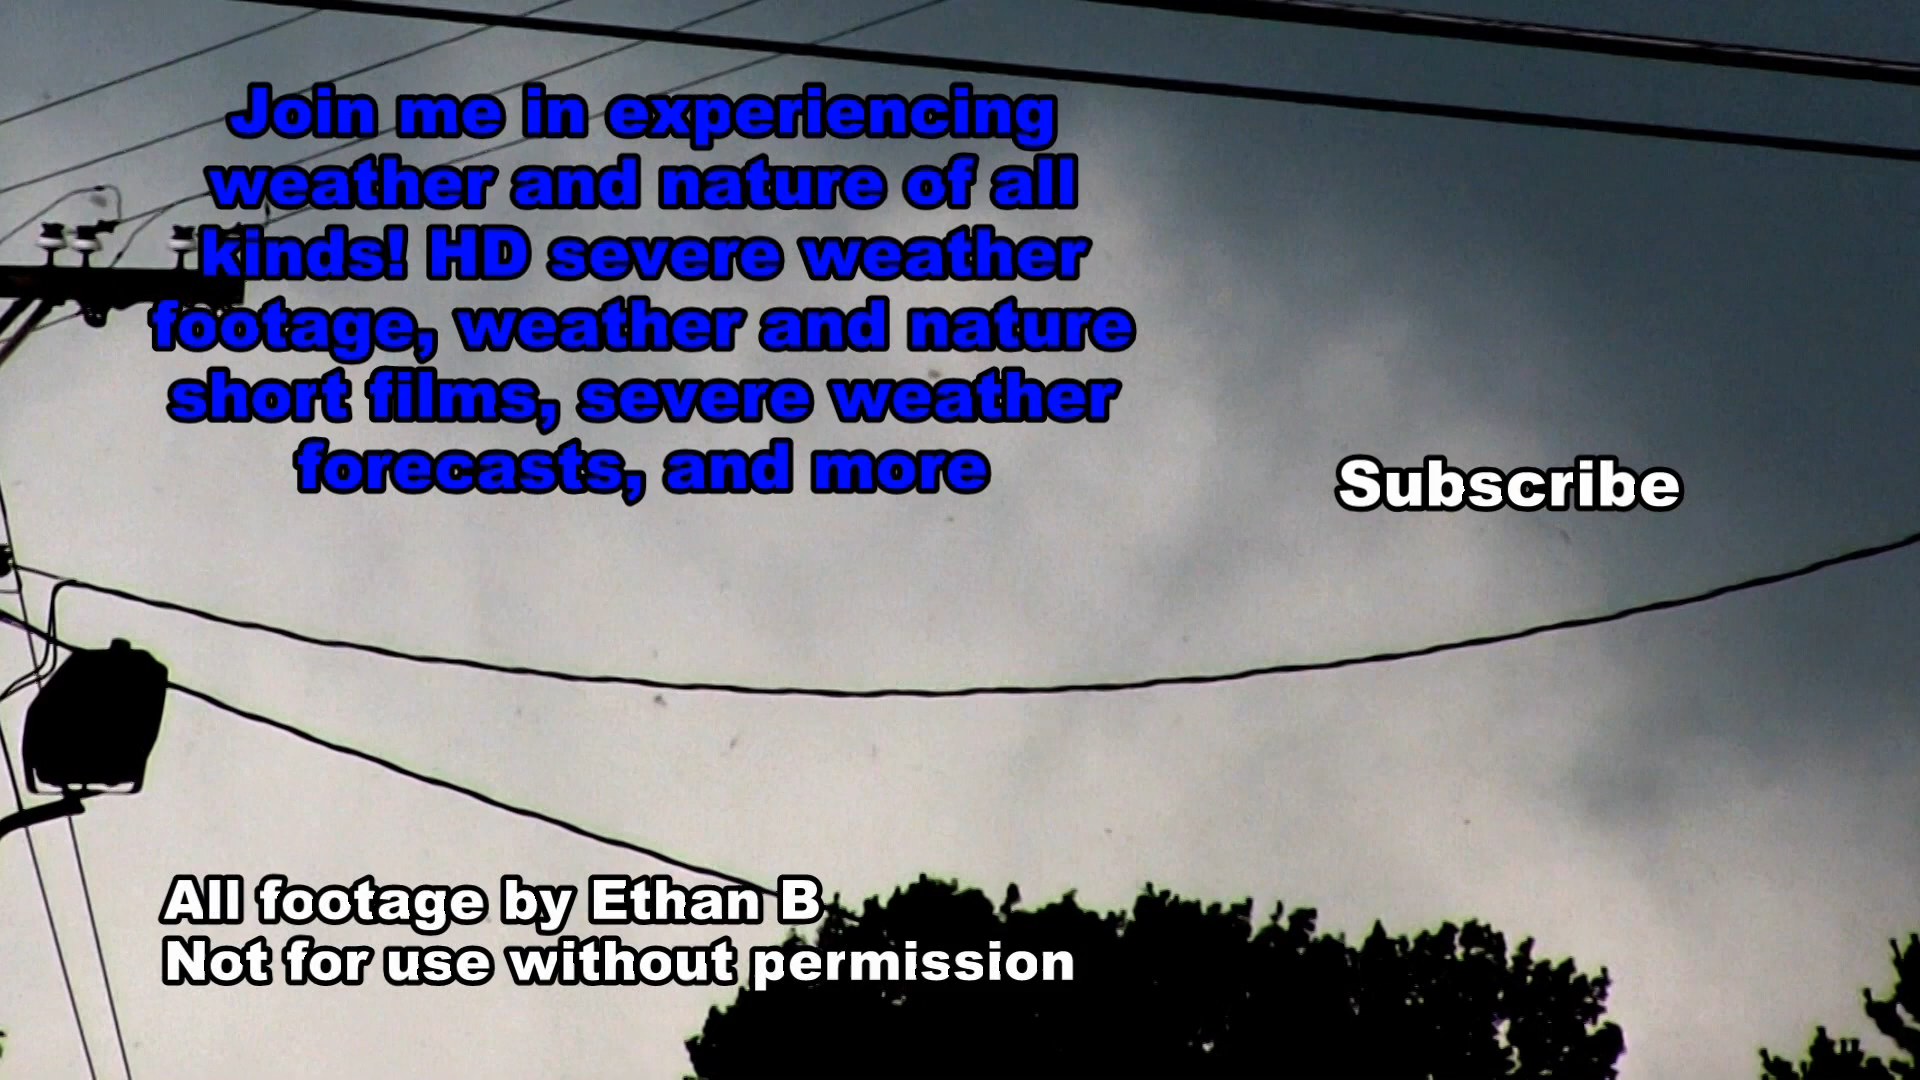 Join me in experiencing
weather and nature of all
kinds! HD severe weather
footage, weather and nature
short films, severe weather
forecasts, and more
Subscribe
All footage by Ethan B
Not for use without permission